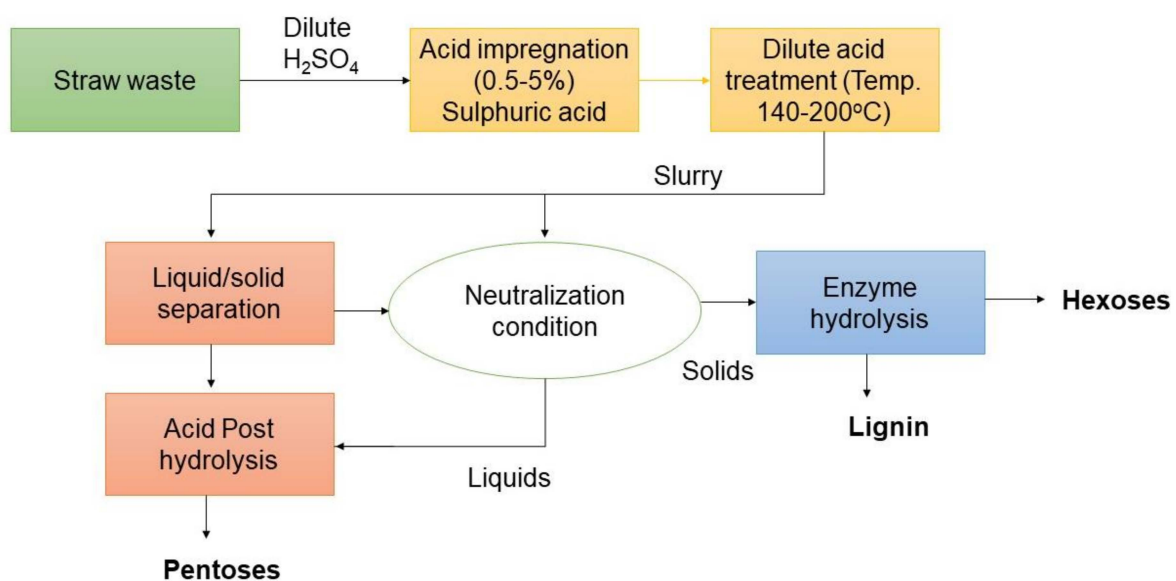 Straw waste
Dilute
H₂SO₄
Acid impregnation
(0.5-5%)
Sulphuric acid
Dilute acid
treatment (Temp.
140-200ºC)
Slurry
Liquid/solid
separation
Neutralization
condition
Enzyme
hydrolysis
Hexoses
Solids
Lignin
Acid Post
hydrolysis
Liquids
Pentoses